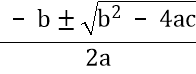 − b ± √b² − 4ac
2a